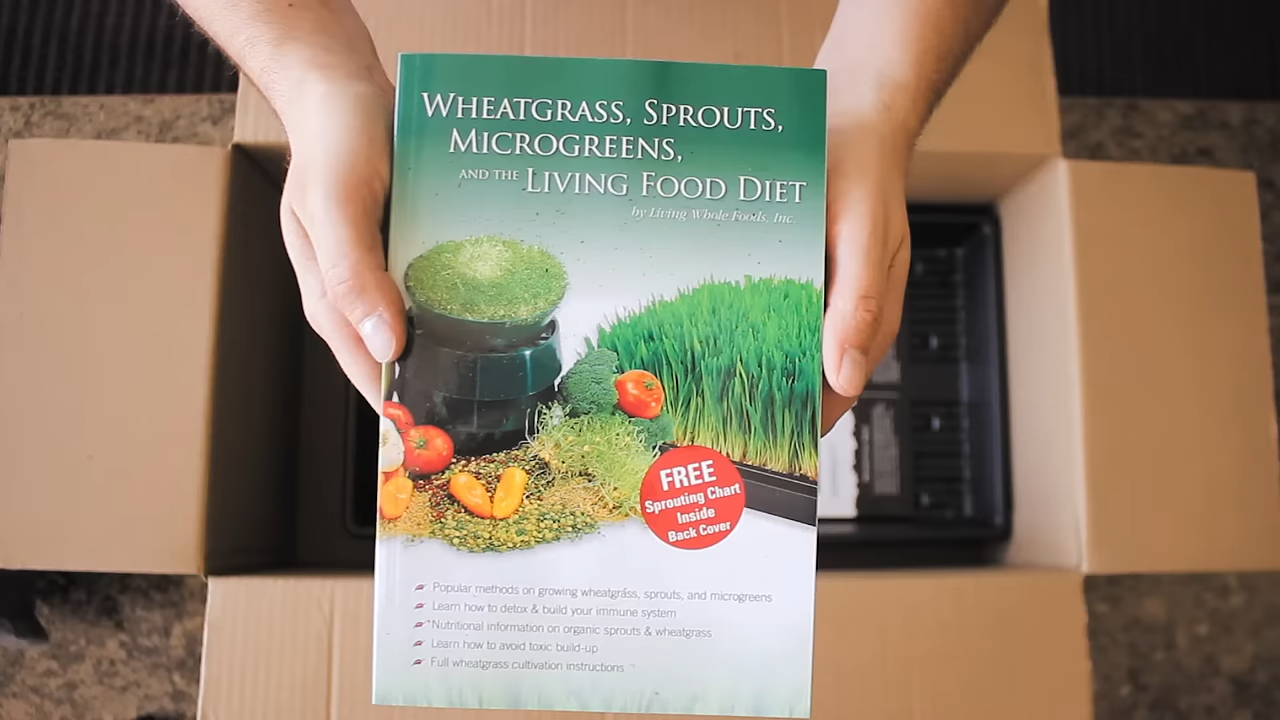 WHEATGRASS, SPROUTS,
MICROGREENS,
AND THE LIVING FOOD DIET
by Living Whole Foods, Inc.
FREE
Sprouting Chart
Inside
Back Cover
Popular methods on growing wheatgrass, sprouts, and microgreens
Learn how to detox & build your immune system
Nutritional information on organic sprouts & wheatgrass
Learn how to avoid toxic build-up
Full wheatgrass cultivation instructions